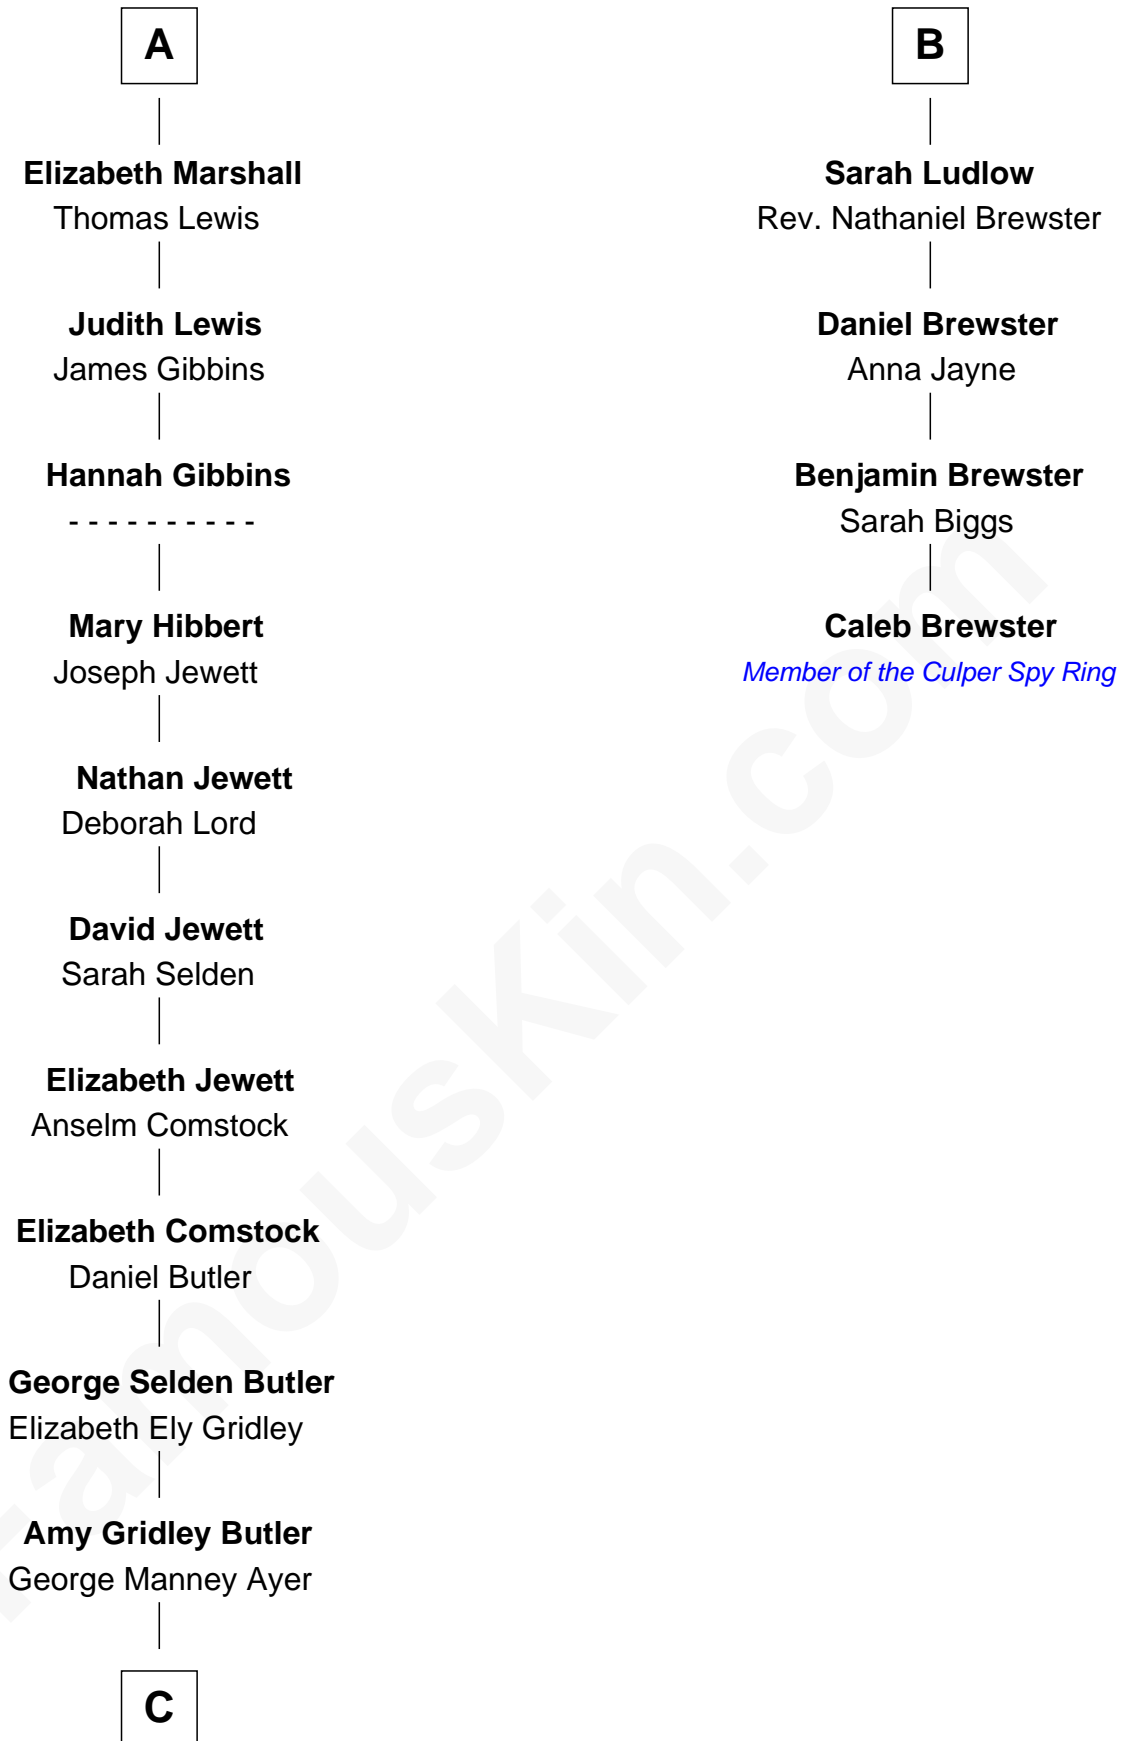 A
Elizabeth Marshall
Thomas Lewis
Judith Lewis
James Gibbins
Hannah Gibbins
- - - - - - - - - -
Mary Hibbert
Joseph Jewett
Nathan Jewett
Deborah Lord
David Jewett
Sarah Selden
Elizabeth Jewett
Anselm Comstock
Elizabeth Comstock
Daniel Butler
George Selden Butler
Elizabeth Ely Gridley
Amy Gridley Butler
George Manney Ayer
C
B
Sarah Ludlow
Rev. Nathaniel Brewster
Daniel Brewster
Anna Jayne
Benjamin Brewster
Sarah Biggs
Caleb Brewster
Member of the Culper Spy Ring
FamousKin.com